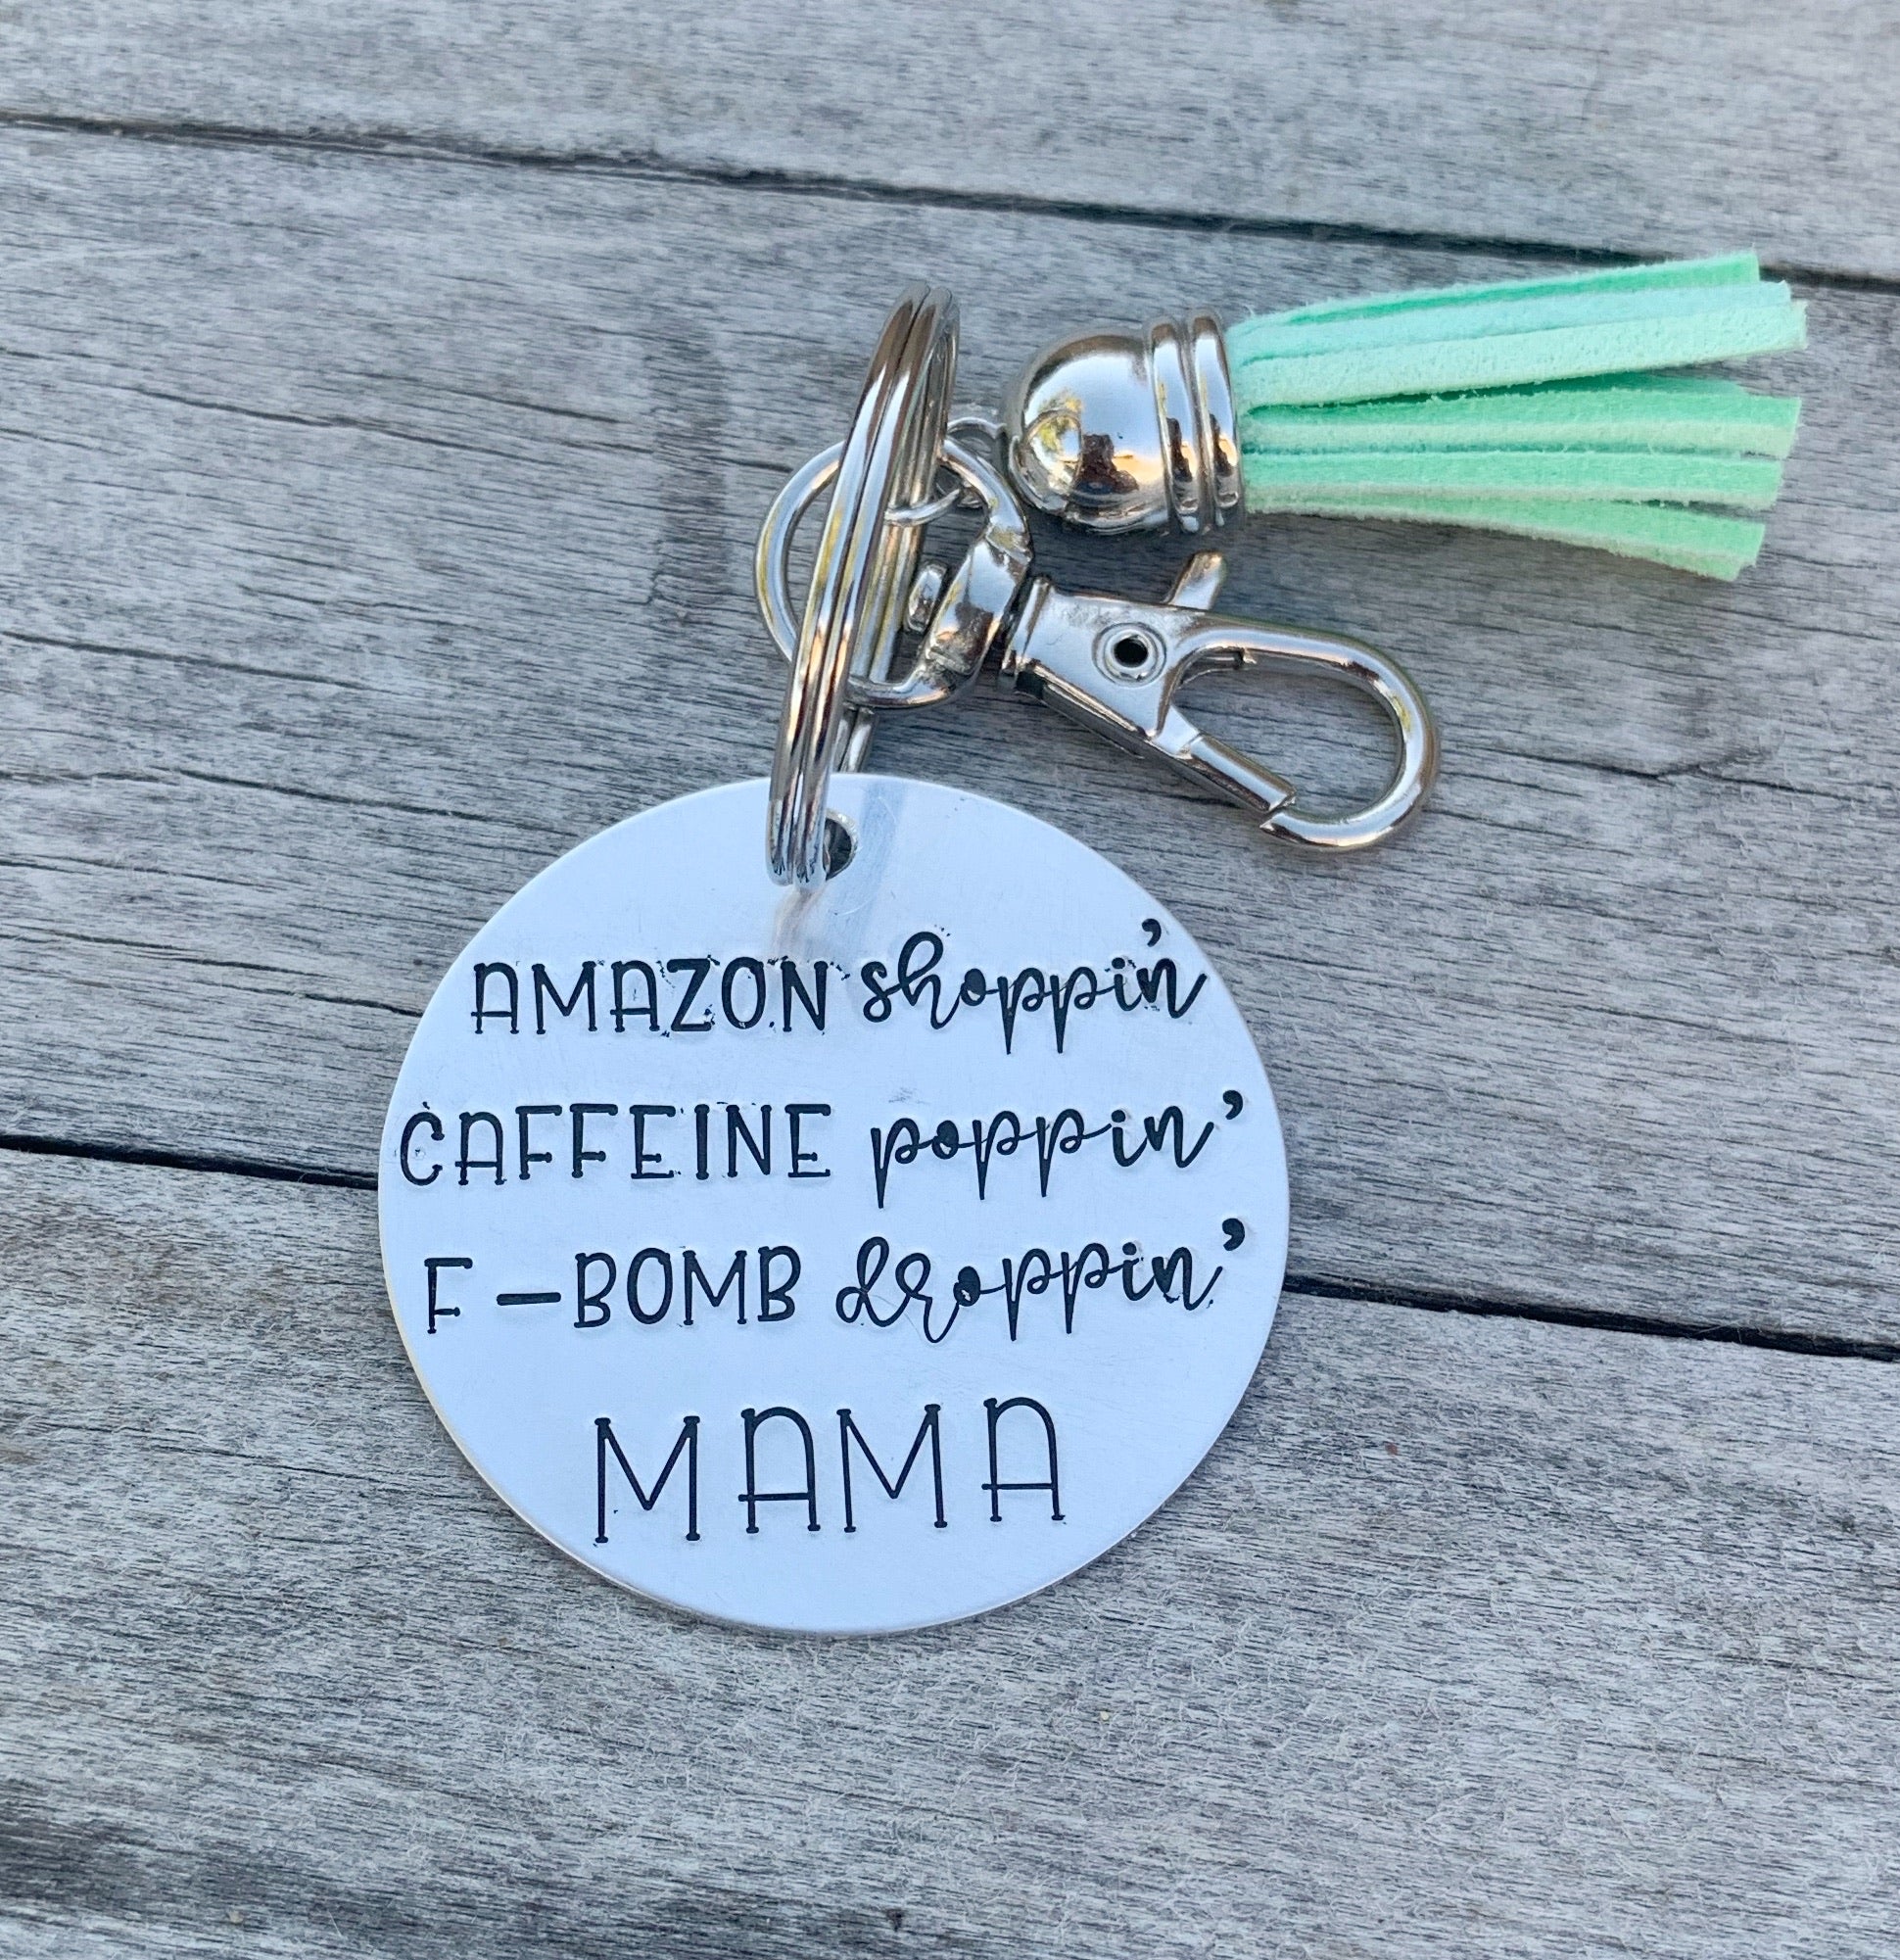 AMAZON shoppin'
CAFFEINE poppin'
F-BOMB droppin'
MAMA